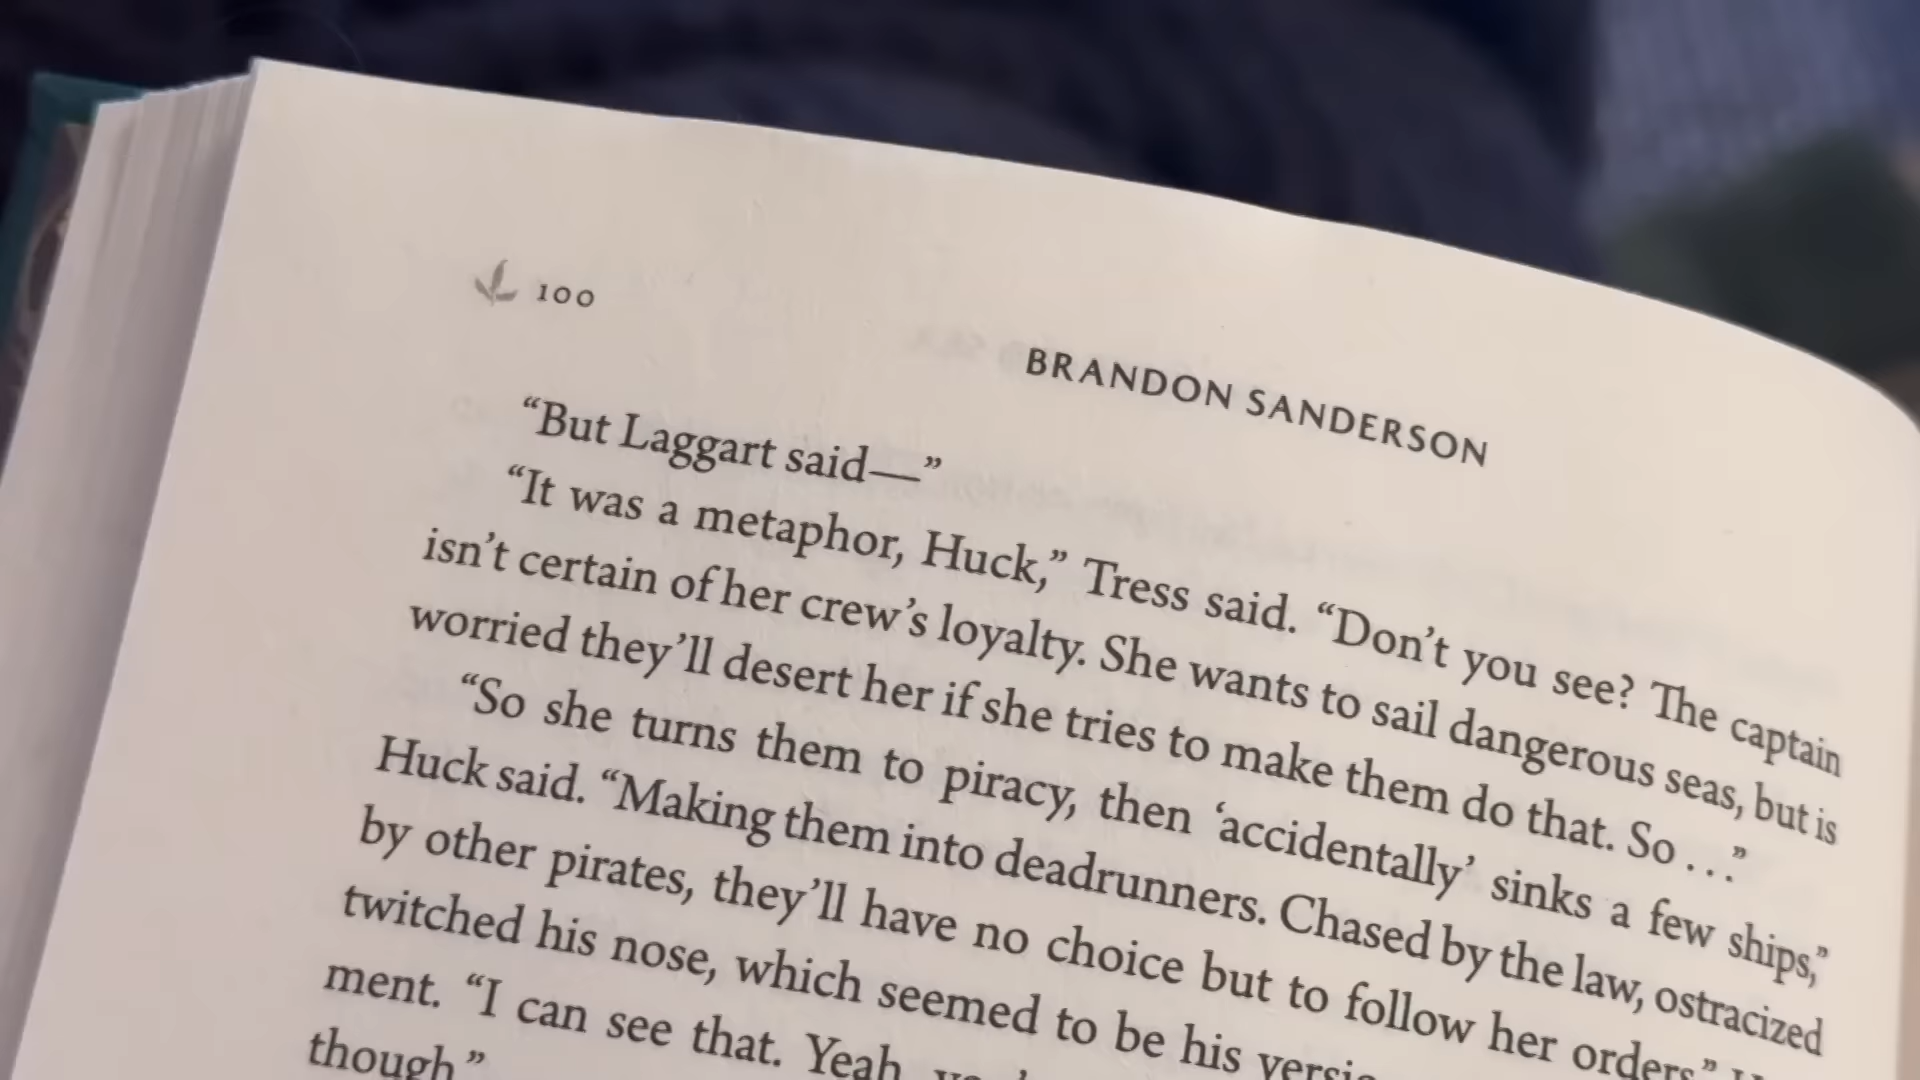 100
BRANDON SANDERSON
“But Laggart said—”
“It was a metaphor, Huck,” Tress said. “Don’t you see? The captain
isn’t certain of her crew’s loyalty. She wants to sail dangerous seas, but is
worried they’ll desert her if she tries to make them do that. So . . .”
“So she turns them to piracy, then ‘accidentally’ sinks a few ships,”
Huck said. “Making them into deadrunners. Chased by the law, ostracized
by other pirates, they’ll have no choice but to follow her orders.”
twitched his nose, which seemed to be his
ment. “I can see that. Yeah,
though.”